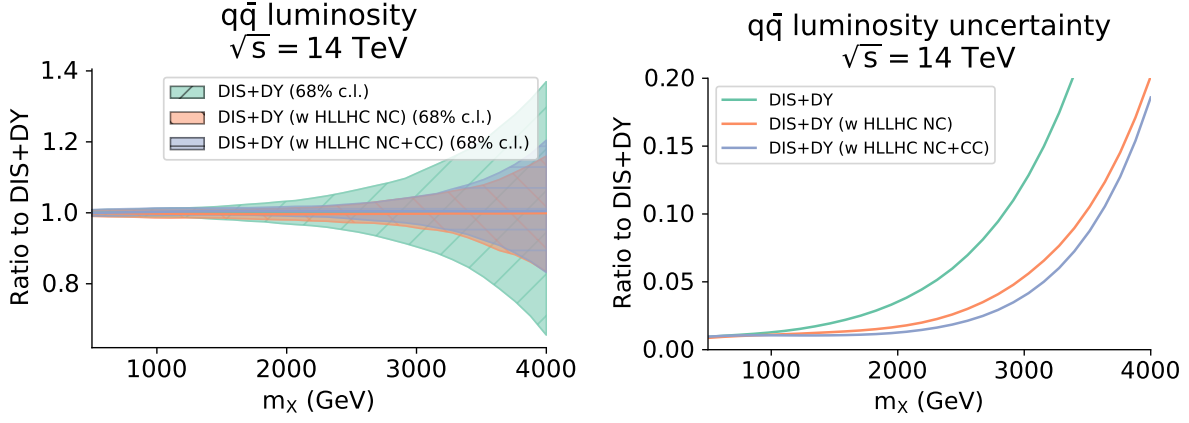 qq̄ luminosity
√s = 14 TeV
Ratio to DIS+DY
1.4
1.2
1.0
0.8
DIS+DY (68% c.l.)
DIS+DY (w HLLHC NC) (68% c.l.)
DIS+DY (w HLLHC NC+CC) (68% c.l.)
1000 2000 3000 4000
mX (GeV)
qq̄ luminosity uncertainty
√s = 14 TeV
Ratio to DIS+DY
0.20
0.15
0.10
0.05
0.00
DIS+DY
DIS+DY (w HLLHC NC)
DIS+DY (w HLLHC NC+CC)
1000 2000 3000 4000
mX (GeV)